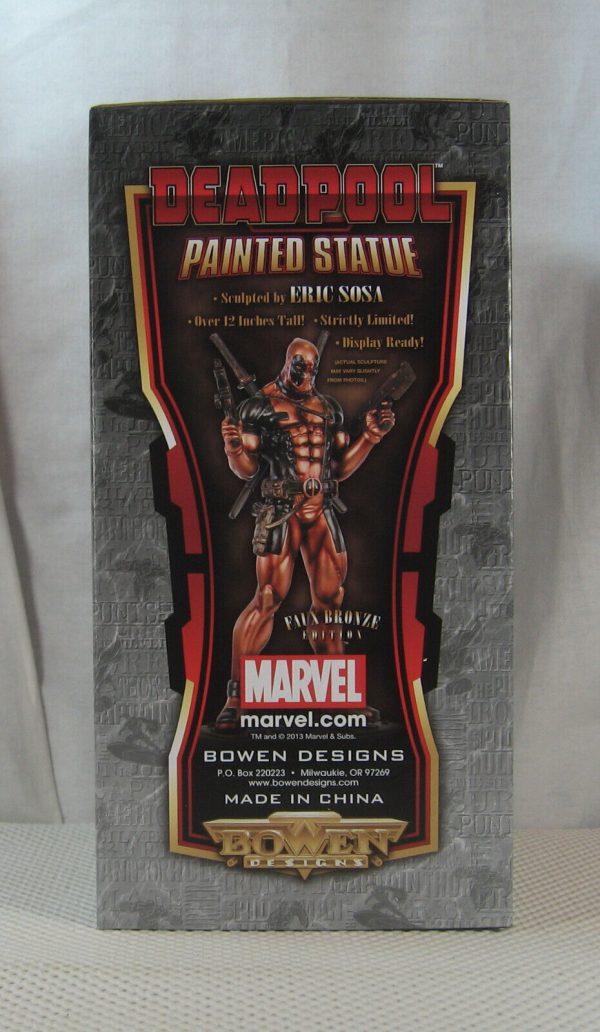 DEADPOOL™
PAINTED STATUE
• Sculpted by ERIC SOSA
• Over 12 Inches Tall! • Strictly Limited!
• Display Ready!
(ACTUAL SCULPTURE
MAY VARY SLIGHTLY
FROM PHOTOS.)
FAUX BRONZE
EDITION
MARVEL
marvel.com
TM and © 2013 Marvel & Subs.
BOWEN DESIGNS
P.O. Box 220223 • Milwaukie, OR 97269
www.bowendesigns.com
MADE IN CHINA
BOWEN
DESIGNS